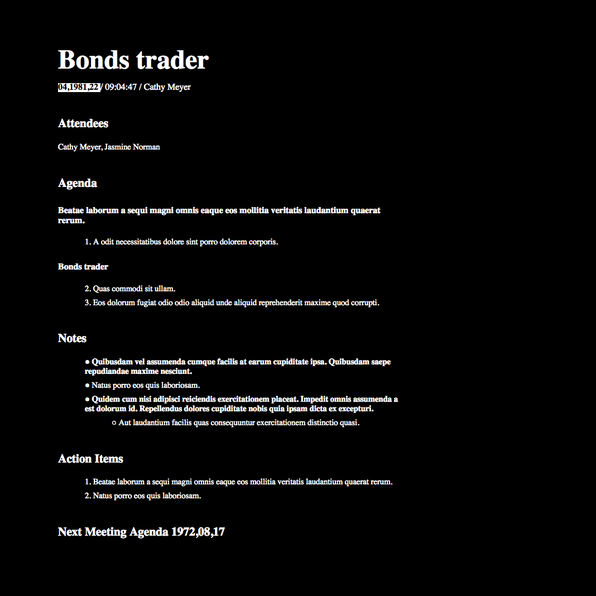 Bonds trader
04,1981,22 / 09:04:47 / Cathy Meyer
Attendees
Cathy Meyer, Jasmine Norman
Agenda
Beatae laborum a sequi magni omnis eaque eos mollitia veritatis laudantium quaerat
rerum.
1. A odit necessitatibus dolore sint porro dolorem corporis.
Bonds trader
2. Quas commodi sit ullam.
3. Eos dolorum fugiat odio odio aliquid unde aliquid reprehenderit maxime quod corrupti.
Notes
● Quibusdam vel assumenda cumque facilis at earum cupiditate ipsa. Quibusdam saepe
repudiandae maxime nesciunt.
● Natus porro eos quis laboriosam.
● Quidem cum nisi adipisci reiciendis exercitationem placeat. Impedit omnis assumenda a
est dolorum id. Repellendus dolores cupiditate nobis quia ipsam dicta ex excepturi.
○ Aut laudantium facilis quas consequuntur exercitationem distinctio quasi.
Action Items
1. Beatae laborum a sequi magni omnis eaque eos mollitia veritatis laudantium quaerat rerum.
2. Natus porro eos quis laboriosam.
Next Meeting Agenda 1972,08,17